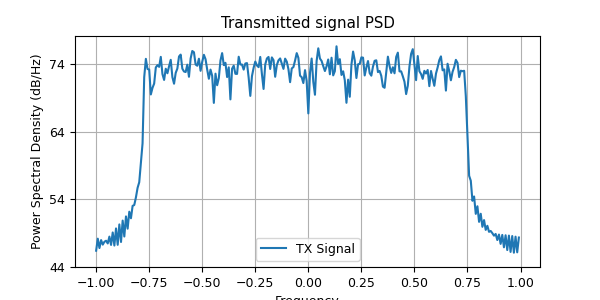 Transmitted signal PSD
Power Spectral Density (dB/Hz)
74
64
54
44
TX Signal
−1.00 −0.75 −0.50 −0.25 0.00 0.25 0.50 0.75 1.00
Frequency